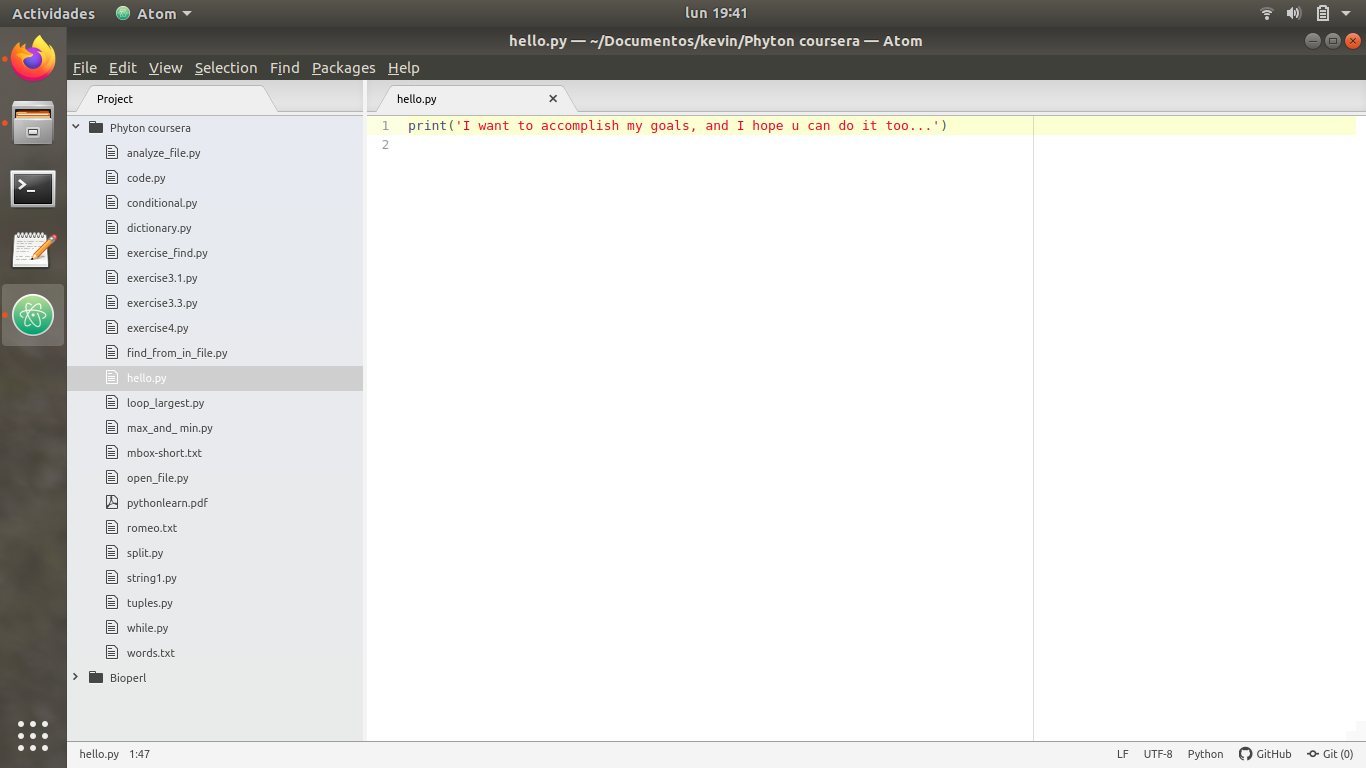 Actividades Atom lun 19:41
hello.py — ~/Documentos/kevin/Phyton coursera — Atom
File Edit View Selection Find Packages Help
Project
hello.py
Phyton coursera
analyze_file.py
code.py
conditional.py
dictionary.py
exercise_find.py
exercise3.1.py
exercise3.3.py
exercise4.py
find_from_in_file.py
hello.py
loop_largest.py
max_and_ min.py
mbox-short.txt
open_file.py
pythonlearn.pdf
romeo.txt
split.py
string1.py
tuples.py
while.py
words.txt
Bioperl
1 print('I want to accomplish my goals, and I hope u can do it too...')
2
hello.py 1:47 LF UTF-8 Python GitHub Git (0)